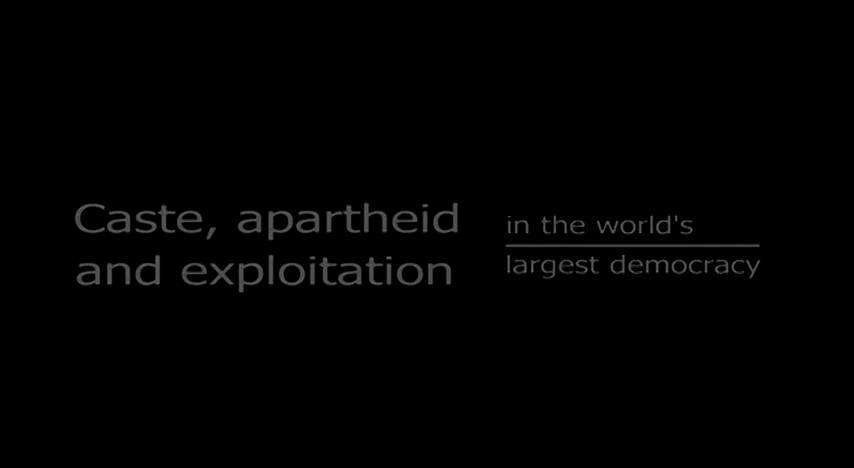 Caste, apartheid
and exploitation
in the world's
largest democracy